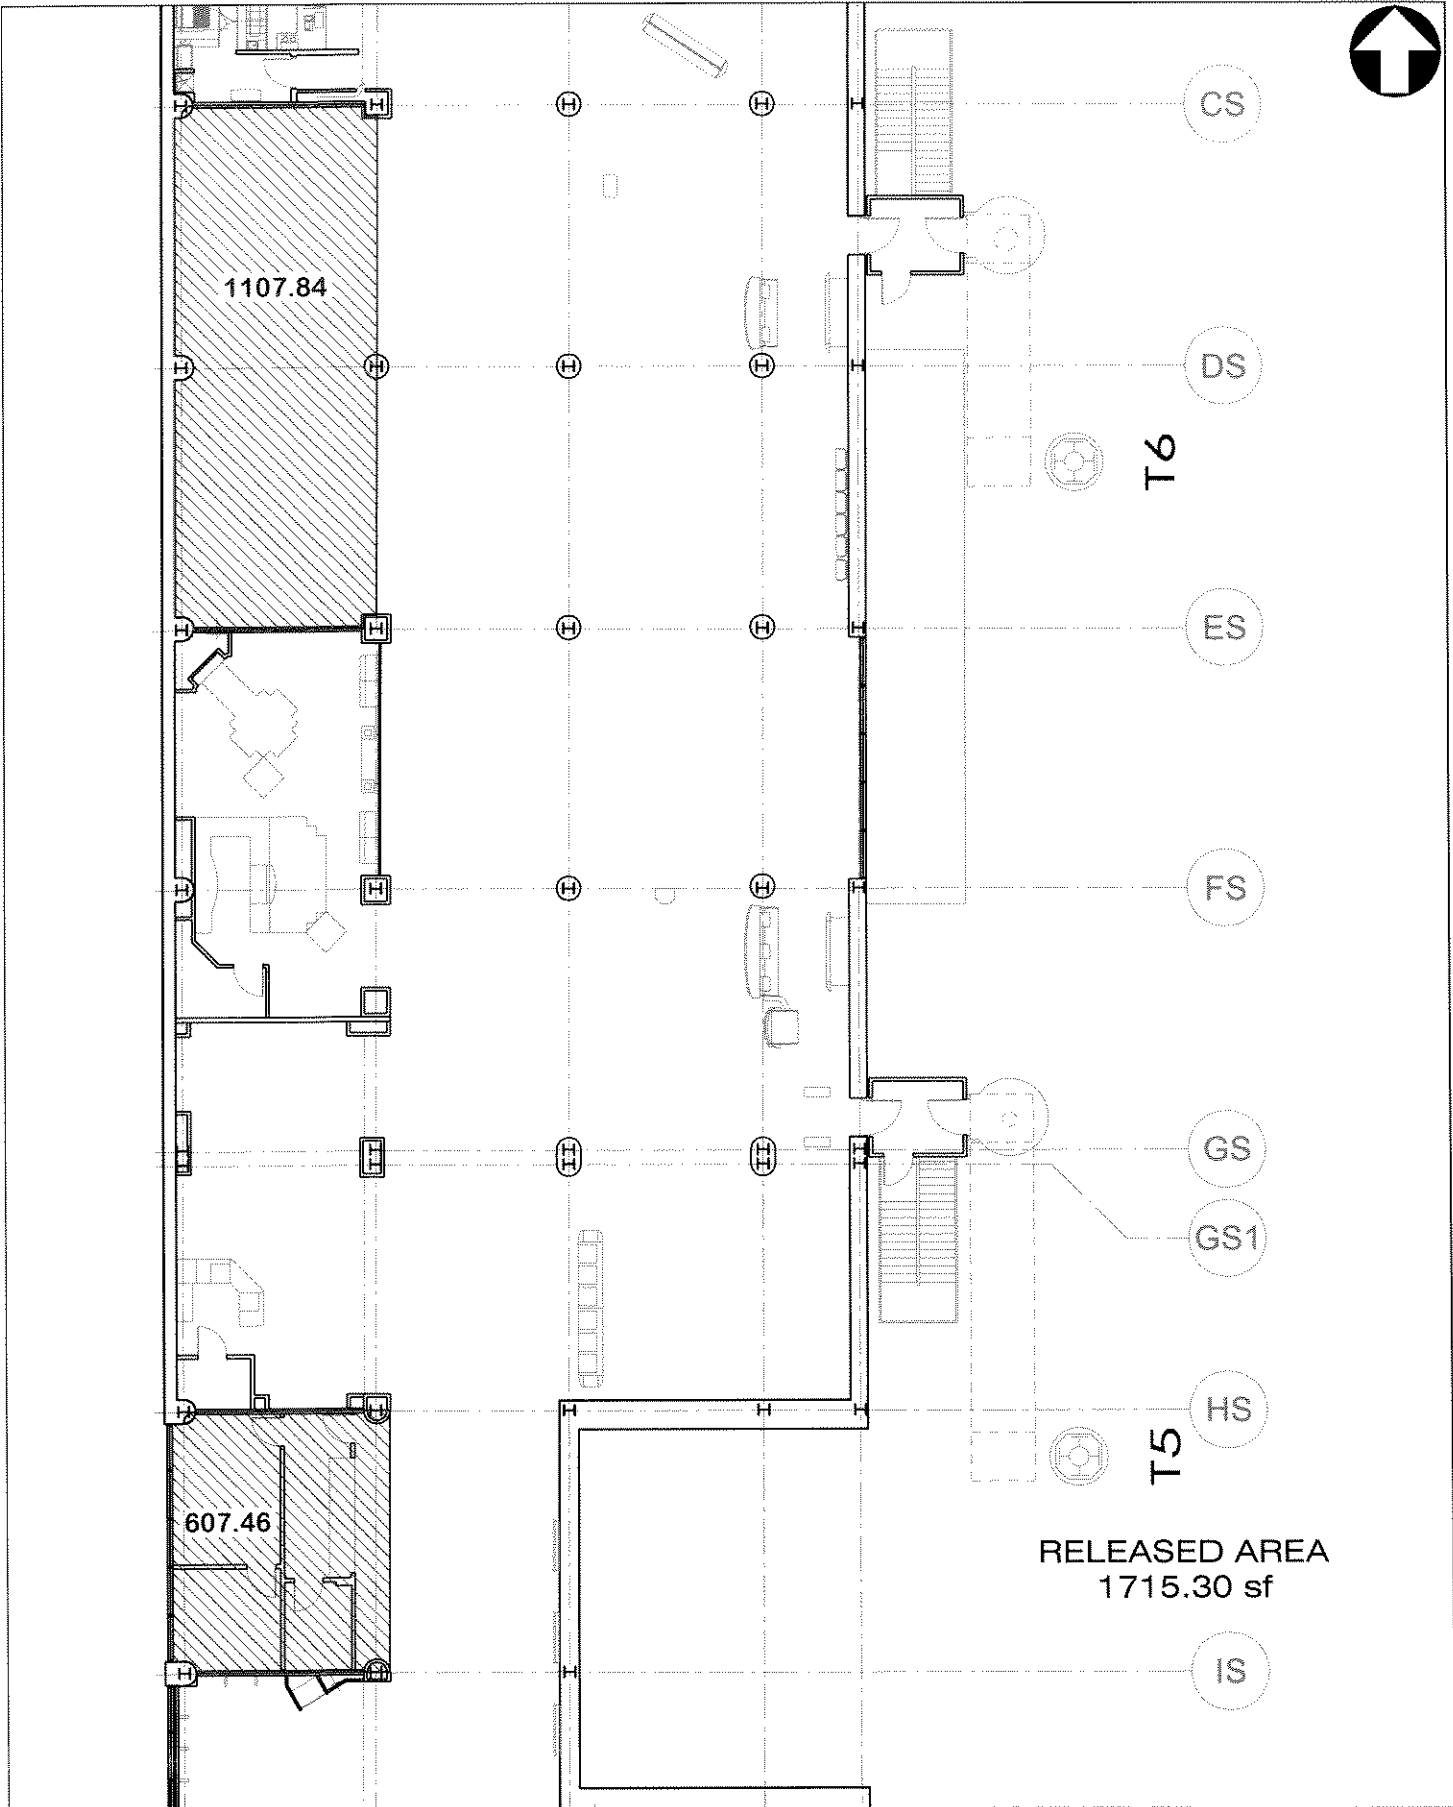 CS
1107.84
DS
T6
ES
FS
GS
GS1
HS
T5
607.46
RELEASED AREA
1715.30 sf
IS